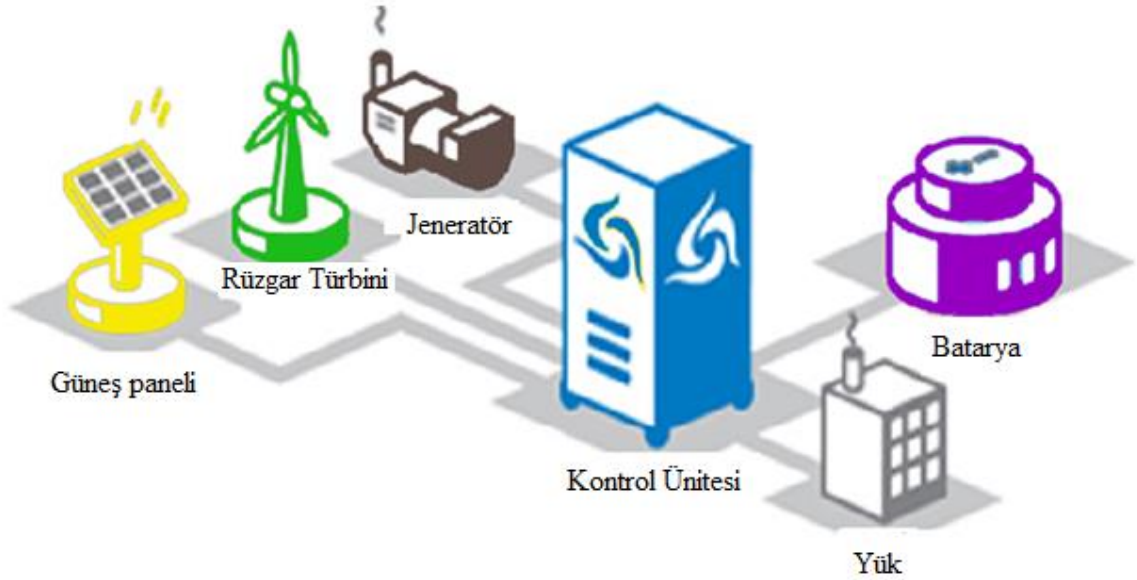 Jeneratör
Rüzgar Türbini
Güneş paneli
Batarya
Kontrol Ünitesi
Yük